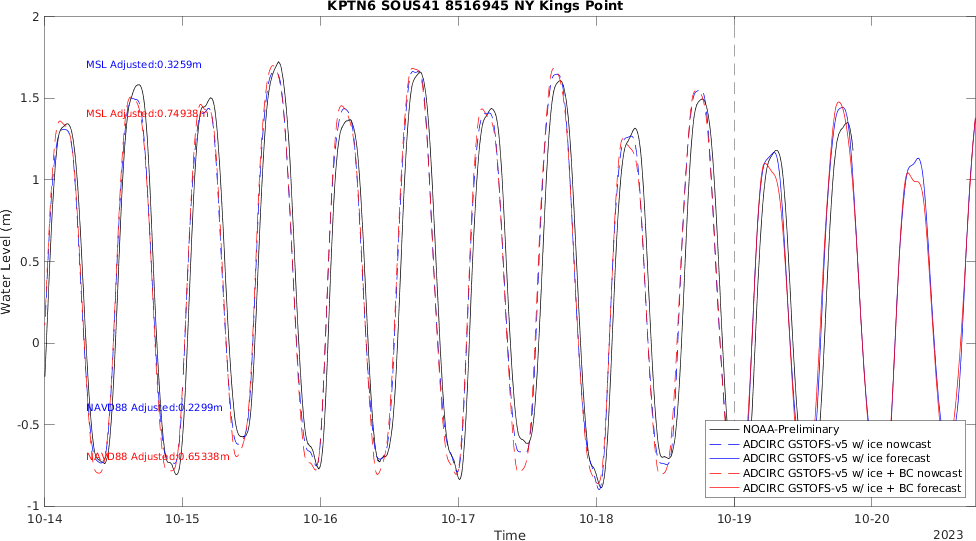 KPTN6 SOUS41 8516945 NY Kings Point
2
MSL Adjusted:0.3259m
1.5
MSL Adjusted:0.74938m
1
Water Level (m)
0.5
0
NAVD88 Adjusted:0.2299m
-0.5
NAVD88 Adjusted:0.65338m
NOAA-Preliminary
ADCIRC GSTOFS-v5 w/ ice nowcast
ADCIRC GSTOFS-v5 w/ ice forecast
ADCIRC GSTOFS-v5 w/ ice + BC nowcast
ADCIRC GSTOFS-v5 w/ ice + BC forecast
-1
10-14 10-15 10-16 10-17 10-18 10-19 10-20
Time
2023